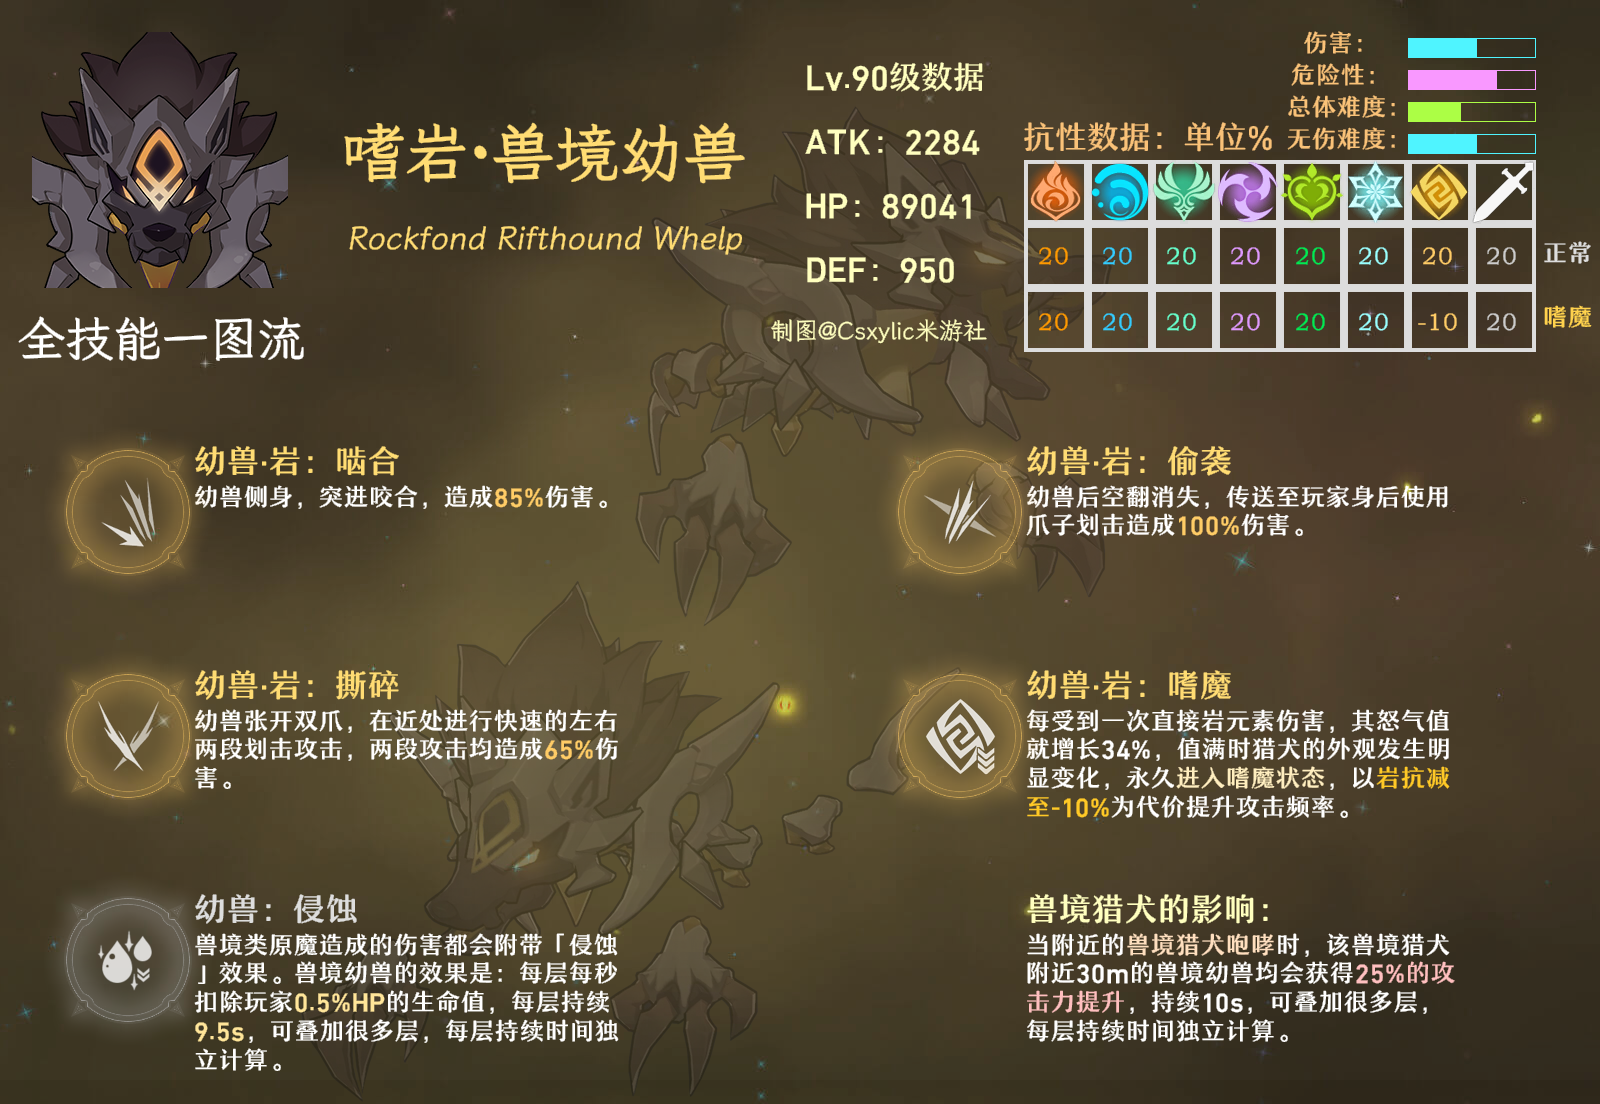 嗜岩·兽境幼兽
Rockfond Rifthound Whelp
全技能一图流
Lv.90级数据
ATK：2284
HP：89041
DEF：950
制图@Csxylic米游社
伤害：
危险性：
总体难度：
无伤难度：
抗性数据：单位%
20 20 20 20 20 20 20 20 正常
20 20 20 20 20 20 -10 20 嗜魔
幼兽·岩：啮合
幼兽侧身，突进咬合，造成85%伤害。
幼兽·岩：偷袭
幼兽后空翻消失，传送至玩家身后使用
爪子划击造成100%伤害。
幼兽·岩：撕碎
幼兽张开双爪，在近处进行快速的左右
两段划击攻击，两段攻击均造成65%伤
害。
幼兽·岩：嗜魔
每受到一次直接岩元素伤害，其怒气值
就增长34%，值满时猎犬的外观发生明
显变化，永久进入嗜魔状态，以岩抗减
至-10%为代价提升攻击频率。
幼兽：侵蚀
兽境类原魔造成的伤害都会附带「侵蚀
」效果。兽境幼兽的效果是：每层每秒
扣除玩家0.5%HP的生命值，每层持续
9.5s，可叠加很多层，每层持续时间独
立计算。
兽境猎犬的影响：
当附近的兽境猎犬咆哮时，该兽境猎犬
附近30m的兽境幼兽均会获得25%的攻
击力提升，持续10s，可叠加很多层，
每层持续时间独立计算。